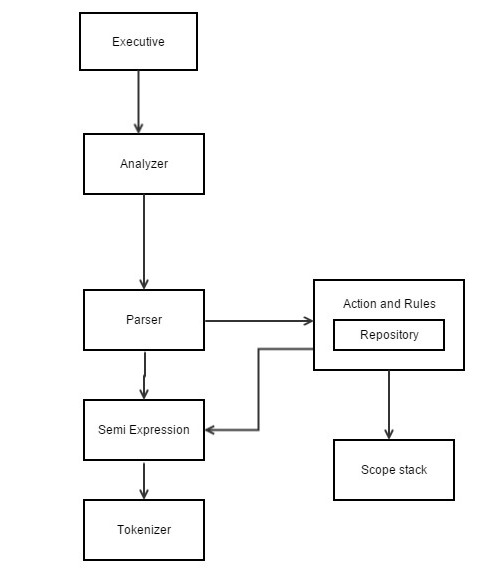 Executive
Analyzer
Parser
Action and Rules
Repository
Semi Expression
Scope stack
Tokenizer